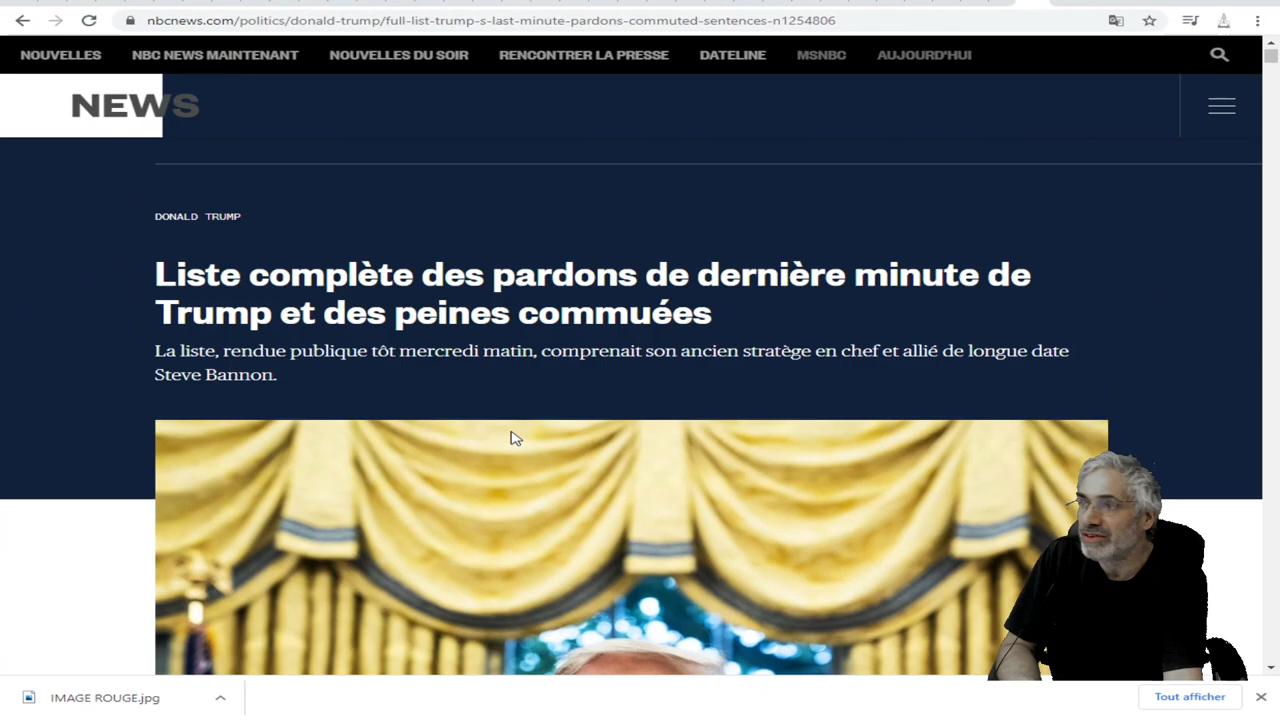 nbcnews.com/politics/donald-trump/full-list-trump-s-last-minute-pardons-commuted-sentences-n1254806
NOUVELLES NBC NEWS MAINTENANT NOUVELLES DU SOIR RENCONTRER LA PRESSE DATELINE MSNBC AUJOURD'HUI
NEWS
DONALD TRUMP
Liste complète des pardons de dernière minute de
Trump et des peines commuées
La liste, rendue publique tôt mercredi matin, comprenait son ancien stratège en chef et allié de longue date
Steve Bannon.
IMAGE ROUGE.jpg Tout afficher